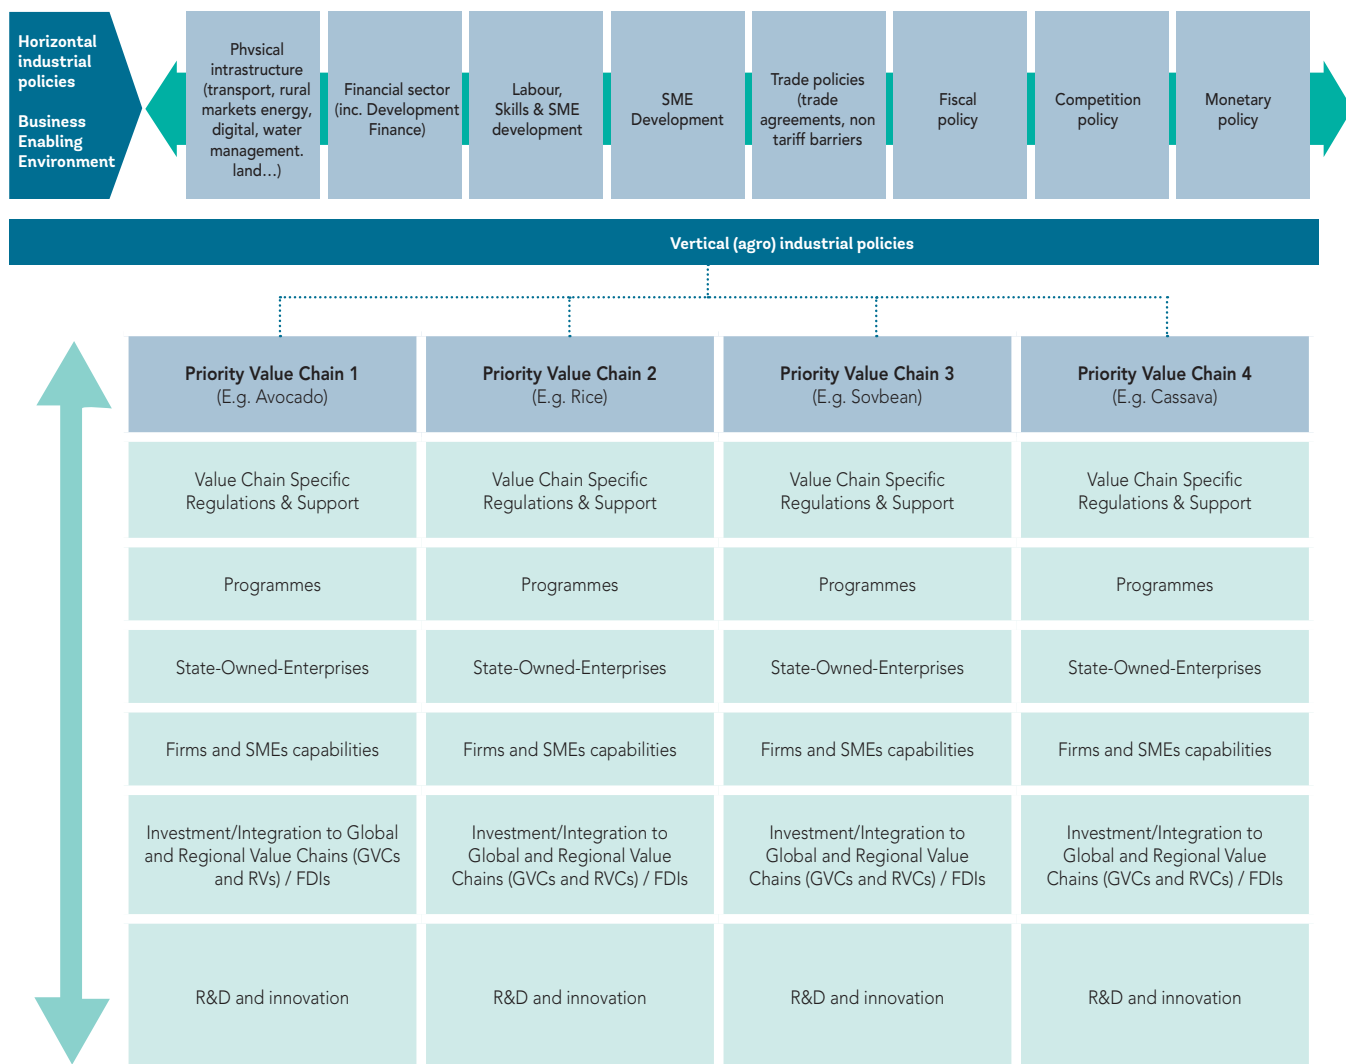 Horizontal
industrial
policies
Business
Enabling
Environment
Phvsical
intrastructure
(transport, rural
markets energy,
digital, water
management.
land...)
Financial sector
(inc. Development
Finance)
Labour,
Skills & SME
development
SME
Development
Trade policies
(trade
agreements, non
tariff barriers
Fiscal
policy
Competition
policy
Monetary
policy
Vertical (agro) industrial policies
Priority Value Chain 1
(E.g. Avocado)
Priority Value Chain 2
(E.g. Rice)
Priority Value Chain 3
(E.g. Sovbean)
Priority Value Chain 4
(E.g. Cassava)
Value Chain Specific
Regulations & Support
Value Chain Specific
Regulations & Support
Value Chain Specific
Regulations & Support
Value Chain Specific
Regulations & Support
Programmes
Programmes
Programmes
Programmes
State-Owned-Enterprises
State-Owned-Enterprises
State-Owned-Enterprises
State-Owned-Enterprises
Firms and SMEs capabilities
Firms and SMEs capabilities
Firms and SMEs capabilities
Firms and SMEs capabilities
Investment/Integration to Global
and Regional Value Chains (GVCs
and RVs) / FDIs
Investment/Integration to
Global and Regional Value
Chains (GVCs and RVCs) / FDIs
Investment/Integration to
Global and Regional Value
Chains (GVCs and RVCs) / FDIs
Investment/Integration to
Global and Regional Value
Chains (GVCs and RVCs) / FDIs
R&D and innovation
R&D and innovation
R&D and innovation
R&D and innovation